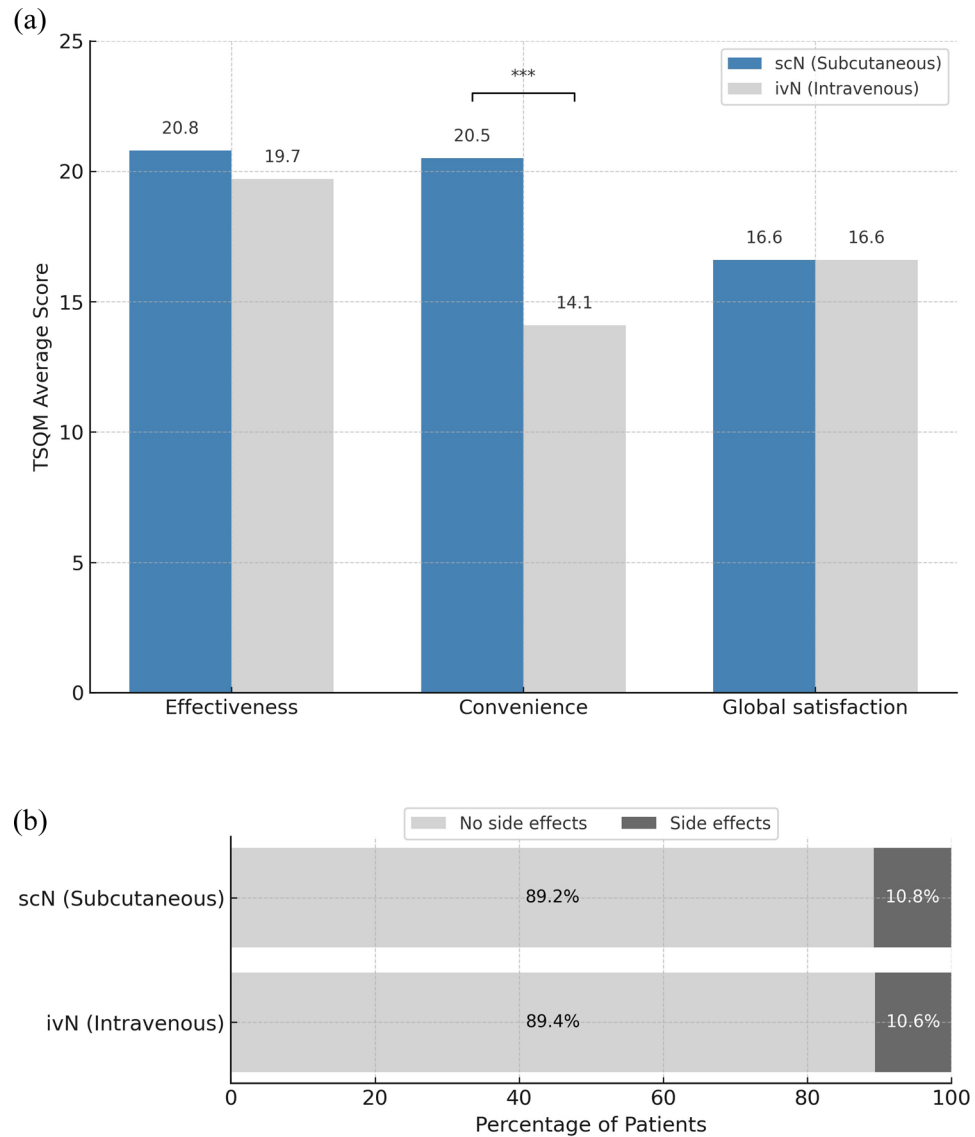 (a)
25
20
15
10
5
0
TSQM Average Score
scN (Subcutaneous)
ivN (Intravenous)
***
20.8
19.7
20.5
14.1
16.6
16.6
Effectiveness
Convenience
Global satisfaction
(b)
No side effects
Side effects
scN (Subcutaneous)
89.2%
10.8%
ivN (Intravenous)
89.4%
10.6%
0
20
40
60
80
100
Percentage of Patients